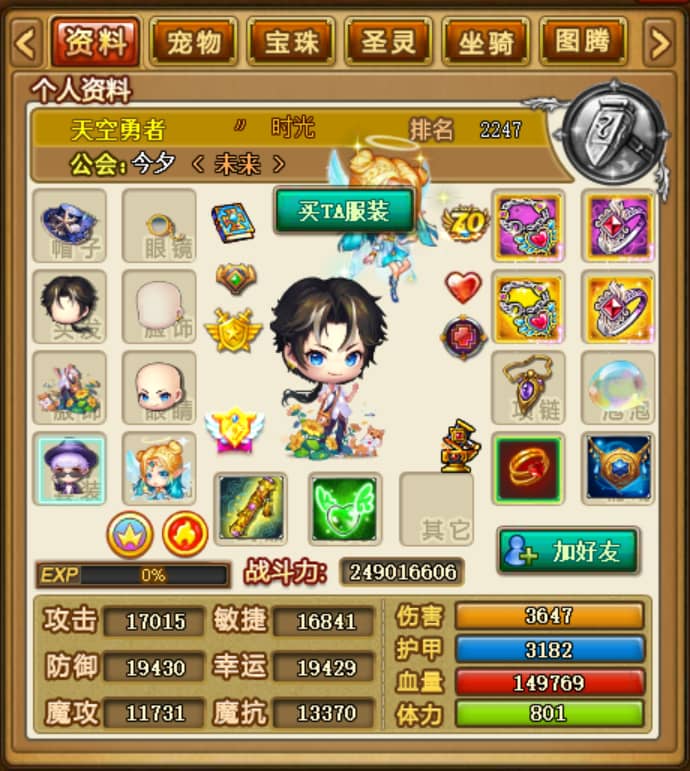 资料 宠物 宝珠 圣灵 坐骑 图腾
个人资料
天空勇者 〃 时光 排名 2247
公会:今夕 < 未来 >
买TA服装
70
帽子 眼镜
头发 脸饰
服饰 眼睛 项链 泡泡
套装
其它
加好友
EXP 0% 战斗力: 249016606
攻击 17015 敏捷 16841 伤害 3647
防御 19430 幸运 19429 护甲 3182
血量 149769
魔攻 11731 魔抗 13370 体力 801